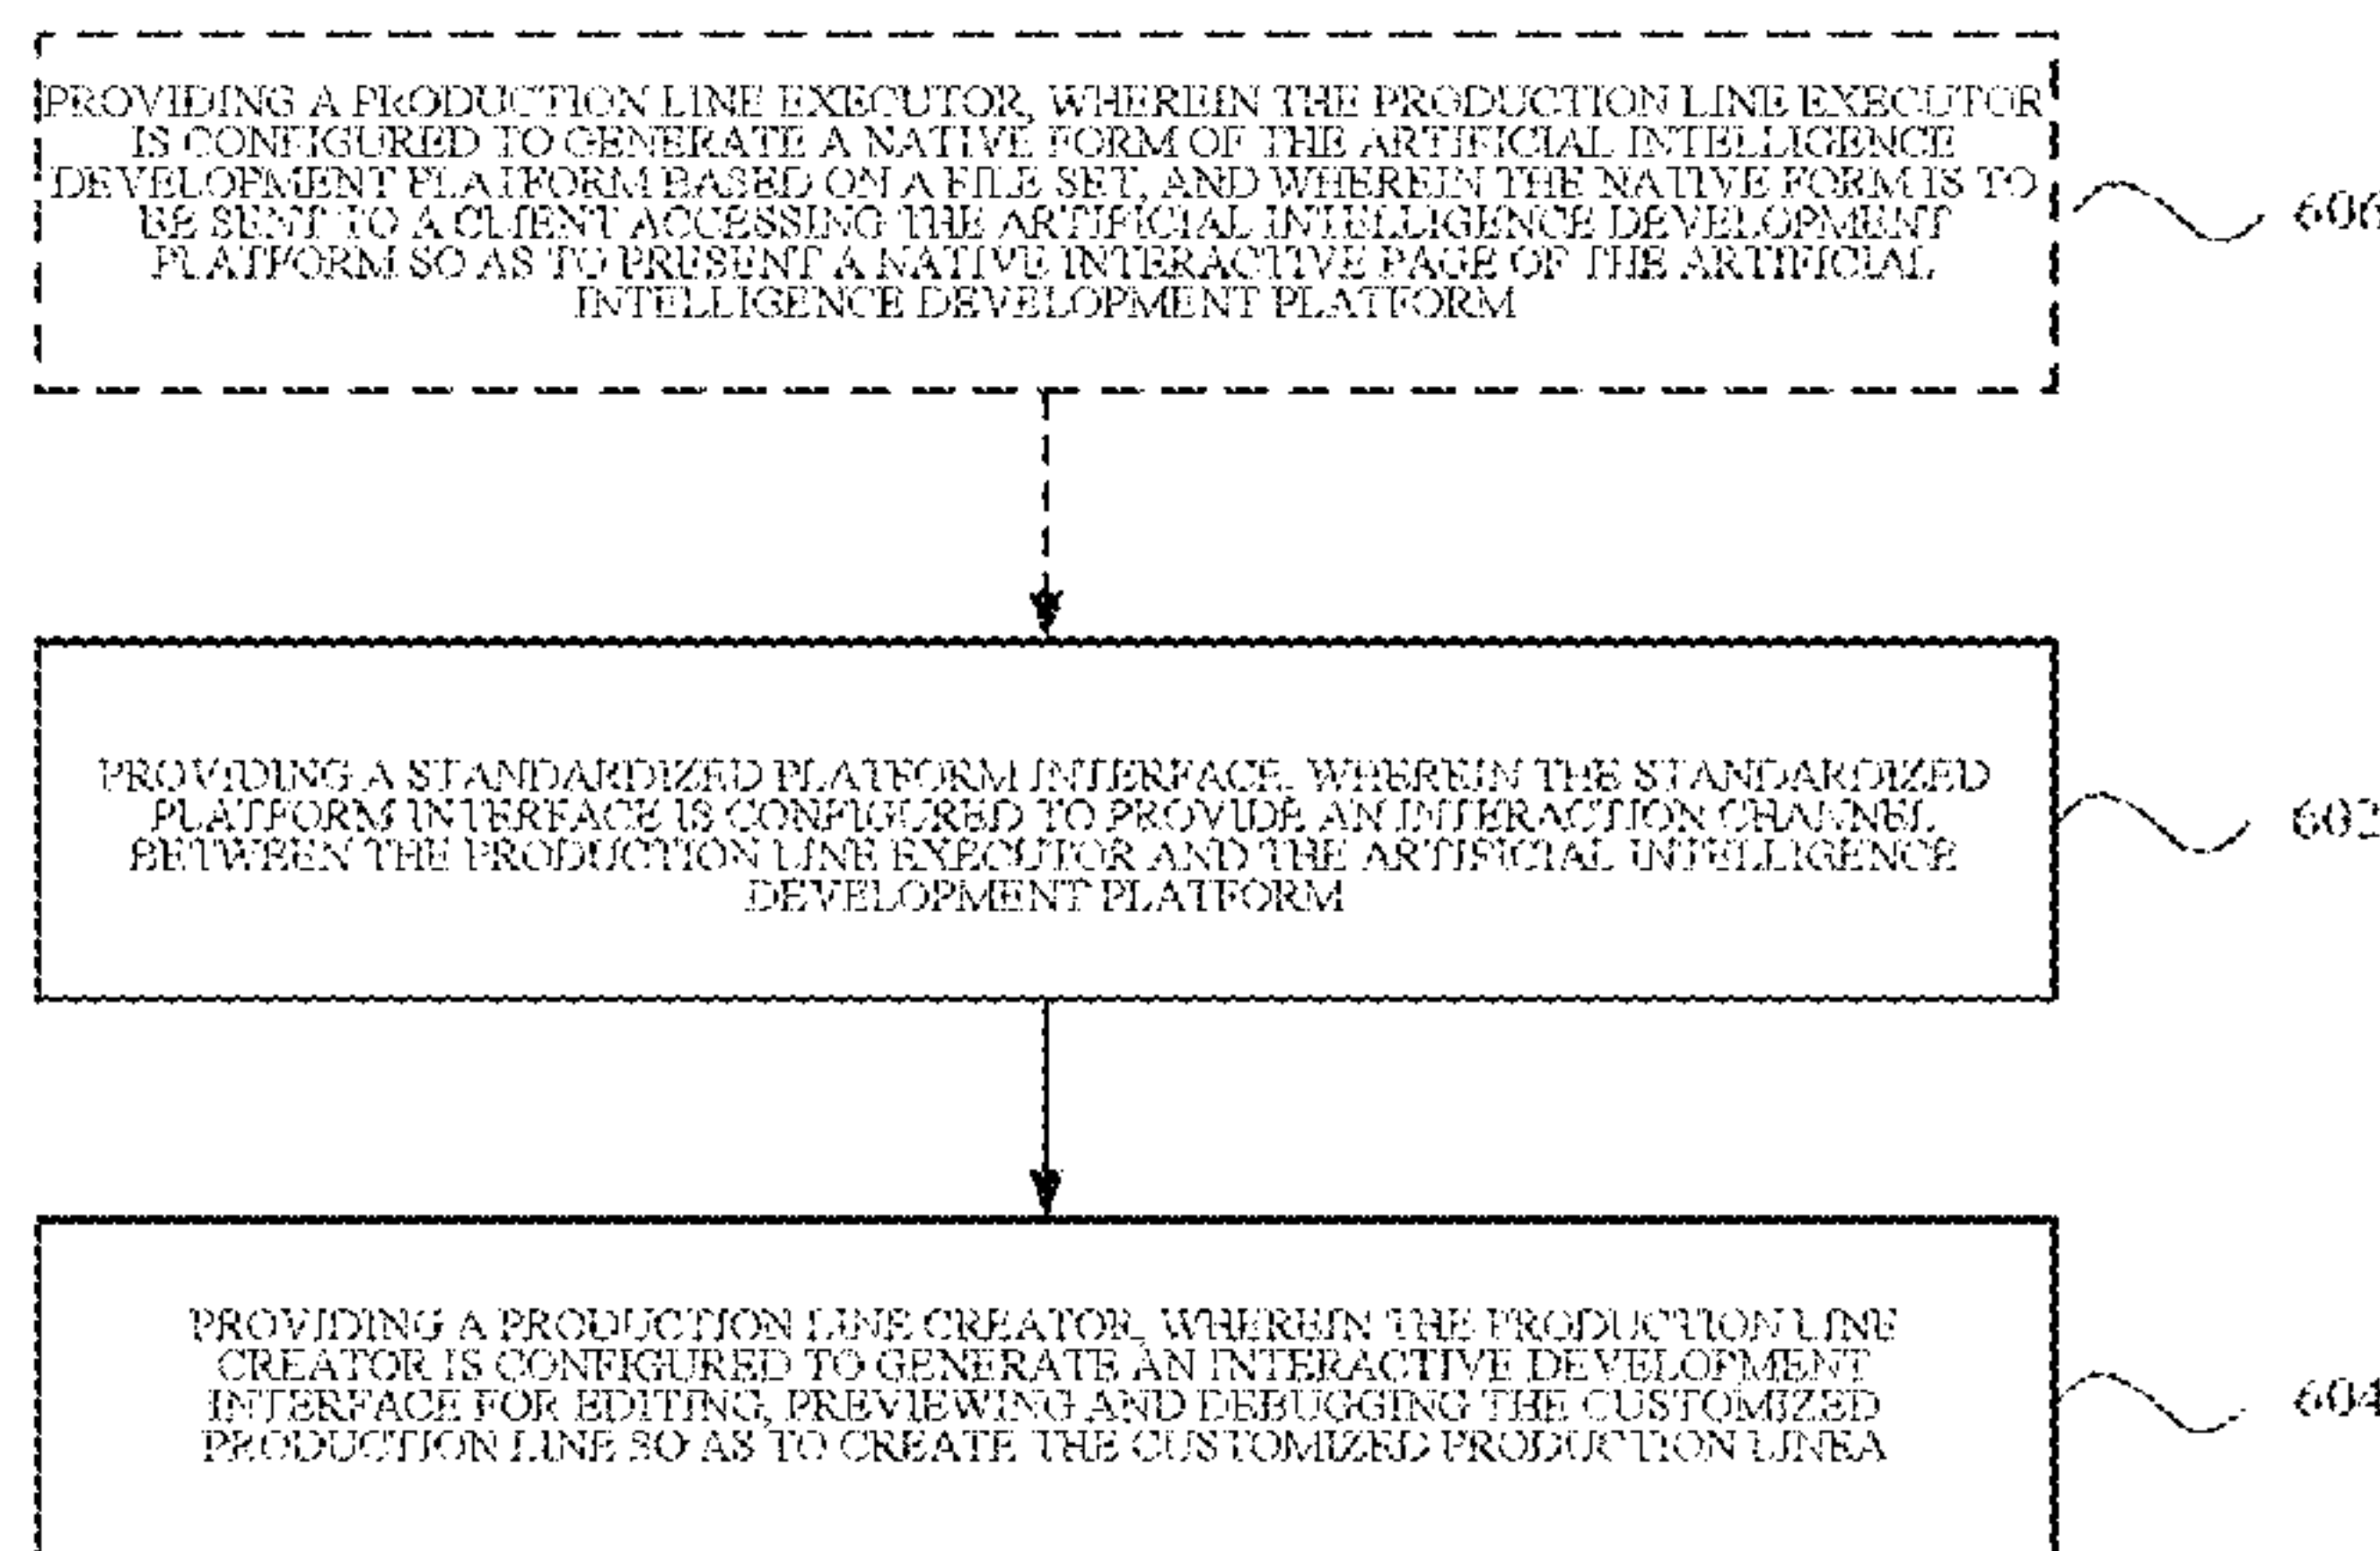 PROVIDING A PRODUCTION LINE EXECUTOR, WHEREIN THE PRODUCTION LINE EXECUTOR
IS CONFIGURED TO GENERATE A NATIVE FORM OF THE ARTIFICIAL INTELLIGENCE
DEVELOPMENT PLATFORM BASED ON A FILE SET, AND WHEREIN THE NATIVE FORM IS TO
BE SENT TO A CLIENT ACCESSING THE ARTIFICIAL INTELLIGENCE DEVELOPMENT
PLATFORM SO AS TO PRESENT A NATIVE INTERACTIVE PAGE OF THE ARTIFICIAL
INTELLIGENCE DEVELOPMENT PLATFORM
606
PROVIDING A STANDARDIZED PLATFORM INTERFACE, WHEREIN THE STANDARDIZED
PLATFORM INTERFACE IS CONFIGURED TO PROVIDE AN INTERACTION CHANNEL
BETWEEN THE PRODUCTION LINE EXECUTOR AND THE ARTIFICIAL INTELLIGENCE
DEVELOPMENT PLATFORM
602
PROVIDING A PRODUCTION LINE CREATOR, WHEREIN THE PRODUCTION LINE
CREATOR IS CONFIGURED TO GENERATE AN INTERACTIVE DEVELOPMENT
INTERFACE FOR EDITING, PREVIEWING AND DEBUGGING THE CUSTOMIZED
PRODUCTION LINE SO AS TO CREATE THE CUSTOMIZED PRODUCTION LINEA
604